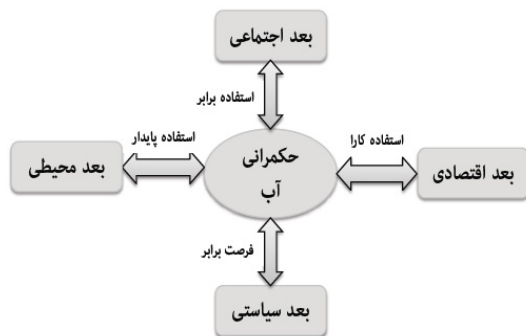 بعد اجتماعی
استفاده برابر
استفاده کارا
استفاده پایدار
بعد اقتصادی
حکمرانی
آب
بعد محیطی
فرصت برابر
بعد سیاستی